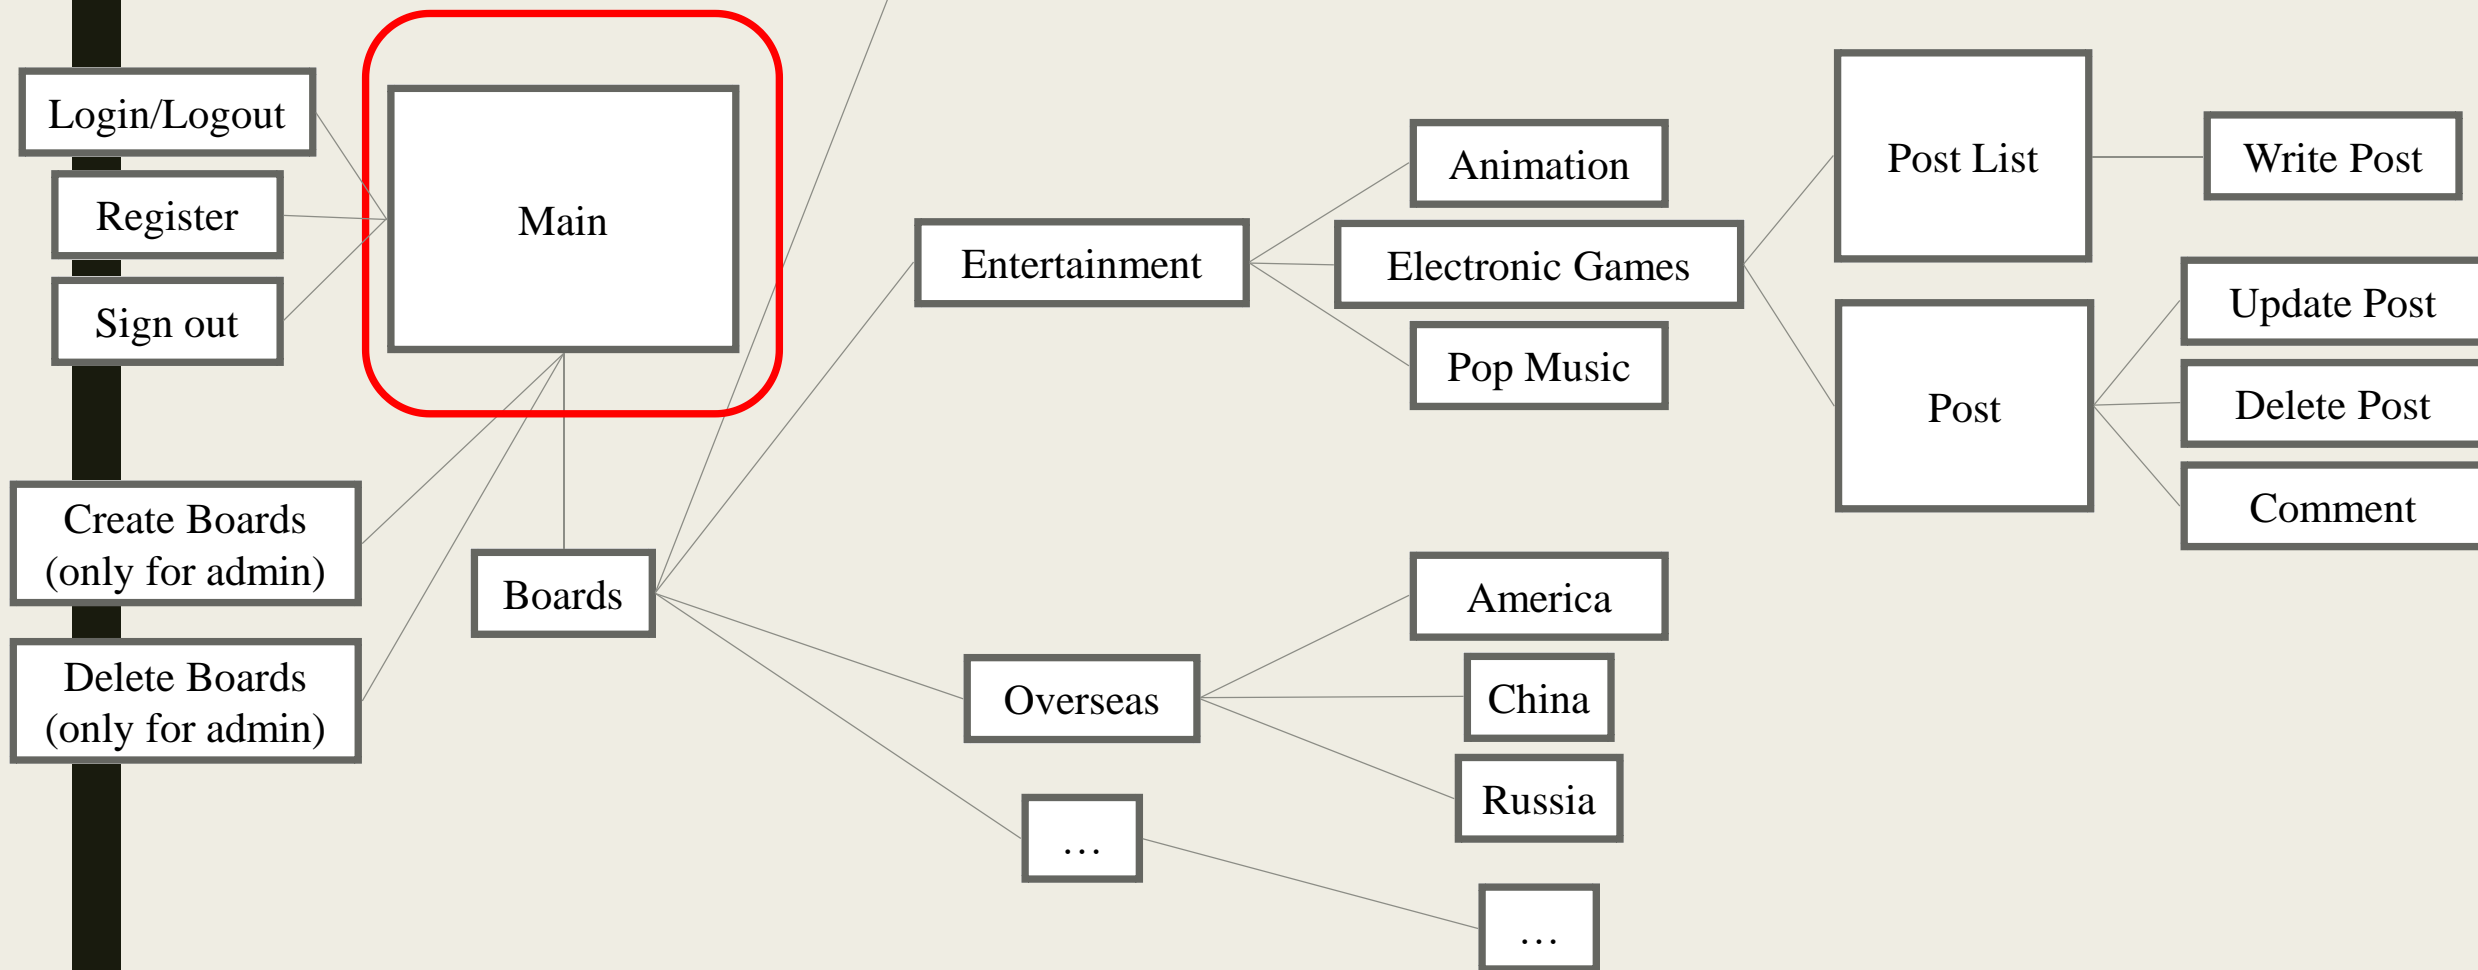 Login/Logout
Register
Sign out
Main
Create Boards
(only for admin)
Delete Boards
(only for admin)
Boards
Entertainment
Animation
Electronic Games
Pop Music
Post List
Write Post
Post
Update Post
Delete Post
Comment
Overseas
America
China
Russia
…
…